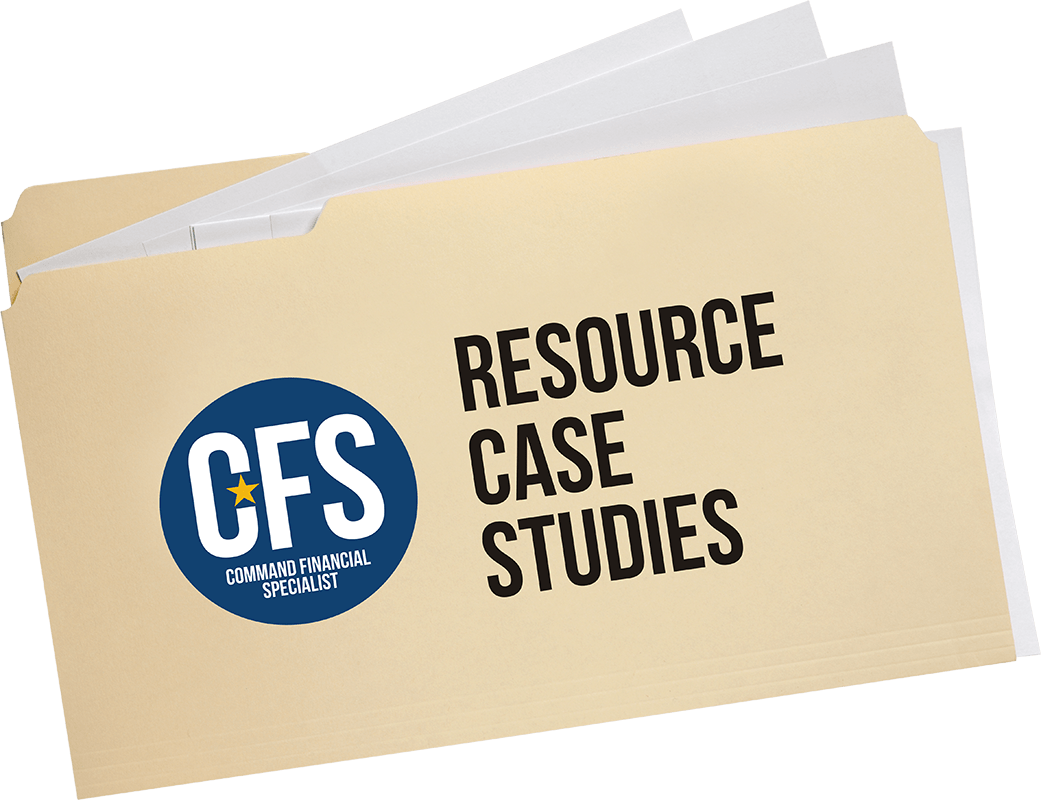 CFS
COMMAND FINANCIAL
SPECIALIST
RESOURCE
CASE
STUDIES